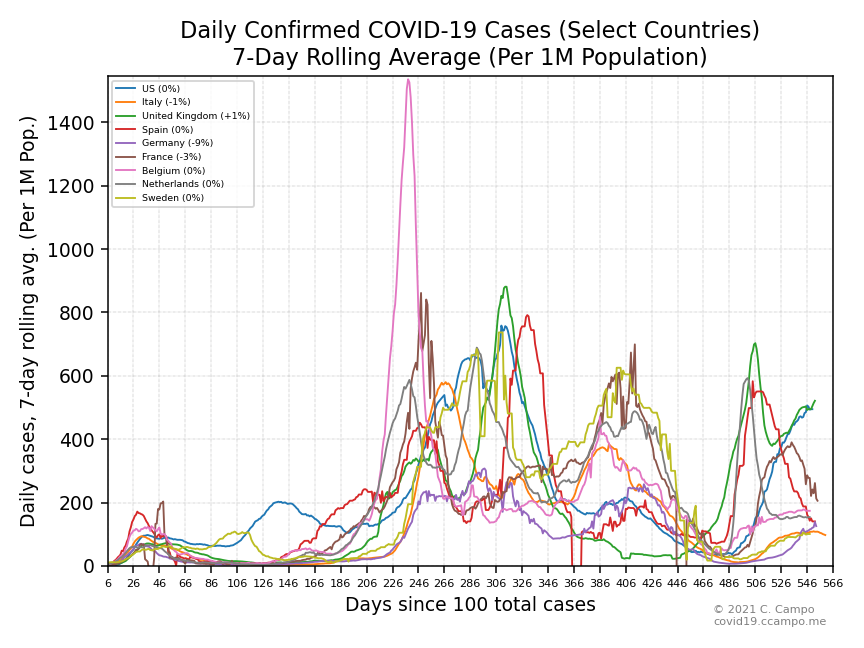 Daily Confirmed COVID-19 Cases (Select Countries)
7-Day Rolling Average (Per 1M Population)
Daily cases, 7-day rolling avg. (Per 1M Pop.)
1400
1200
1000
800
600
400
200
0
US (0%)
Italy (-1%)
United Kingdom (+1%)
Spain (0%)
Germany (-9%)
France (-3%)
Belgium (0%)
Netherlands (0%)
Sweden (0%)
6 26 46 66 86 106 126 146 166 186 206 226 246 266 286 306 326 346 366 386 406 426 446 466 486 506 526 546 566
Days since 100 total cases
© 2021 C. Campo
covid19.ccampo.me